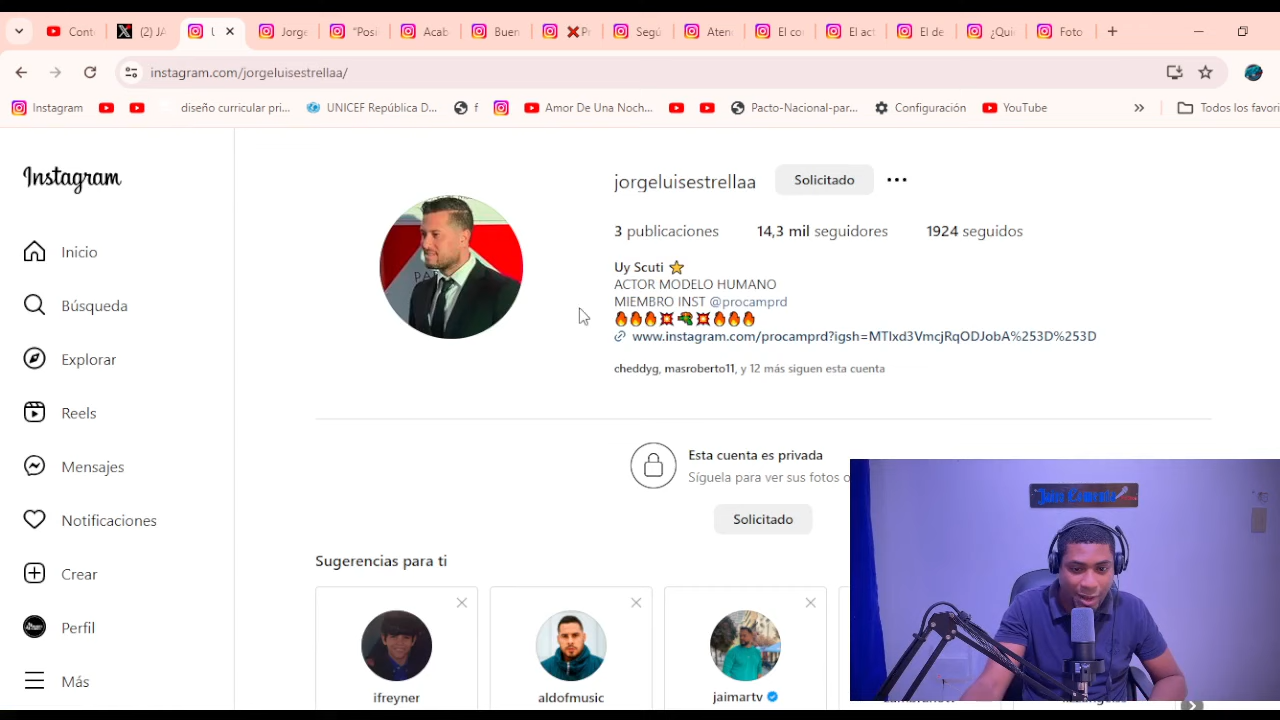 Cont
(2) JA
Jorge
"Posi
Acab
Buen
❌Pr
Segú
Aten
El co
El act
El de
¿Qui
Foto
instagram.com/jorgeluisestrellaa/
Instagram
diseño curricular pri...
UNICEF República D...
f
Amor De Una Noch...
Pacto-Nacional-par...
Configuración
YouTube
»
Todos los favori
Instagram
Inicio
Búsqueda
Explorar
Reels
Mensajes
Notificaciones
Crear
Perfil
Más
jorgeluisestrellaa
Solicitado
3 publicaciones
14,3 mil seguidores
1924 seguidos
Uy Scuti ⭐
ACTOR MODELO HUMANO
MIEMBRO INST @procamprd
🔥🔥🔥💥🔫💥🔥🔥🔥
www.instagram.com/procamprd?igsh=MTlxd3VmcjRqODJobA%253D%253D
cheddyg, masroberto11, y 12 más siguen esta cuenta
Esta cuenta es privada
Síguela para ver sus fotos o
Solicitado
Sugerencias para ti
ifreyner
aldofmusic
jaimartv